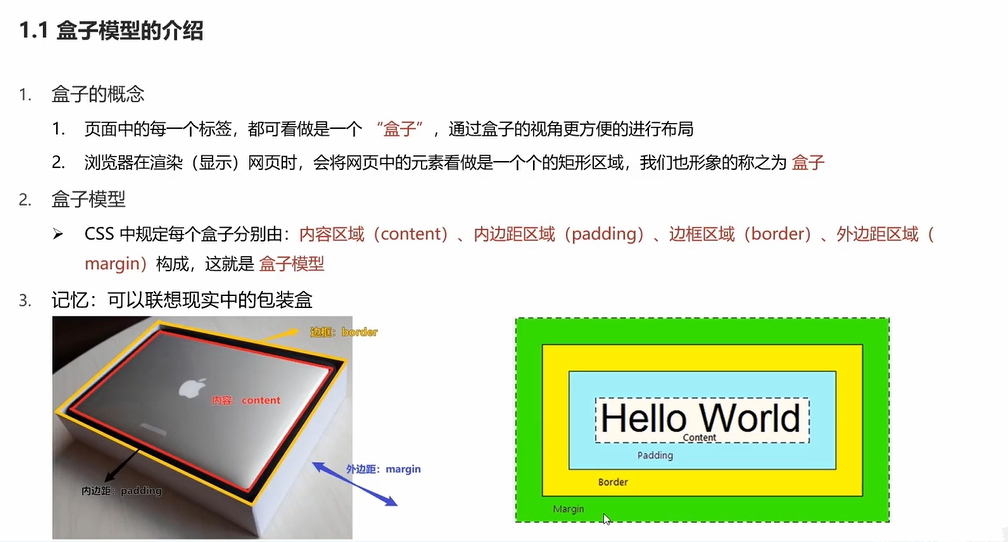 1.1 盒子模型的介绍
1. 盒子的概念
1. 页面中的每一个标签，都可看做是一个 “盒子”，通过盒子的视角更方便的进行布局
2. 浏览器在渲染（显示）网页时，会将网页中的元素看做是一个个的矩形区域，我们也形象的称之为 盒子
2. 盒子模型
➢ CSS 中规定每个盒子分别由：内容区域（content）、内边距区域（padding）、边框区域（border）、外边距区域（
margin）构成，这就是 盒子模型
3. 记忆：可以联想现实中的包装盒
边框：border
内容：content
外边距：margin
内边距：padding
Hello World
Content
Padding
Border
Margin